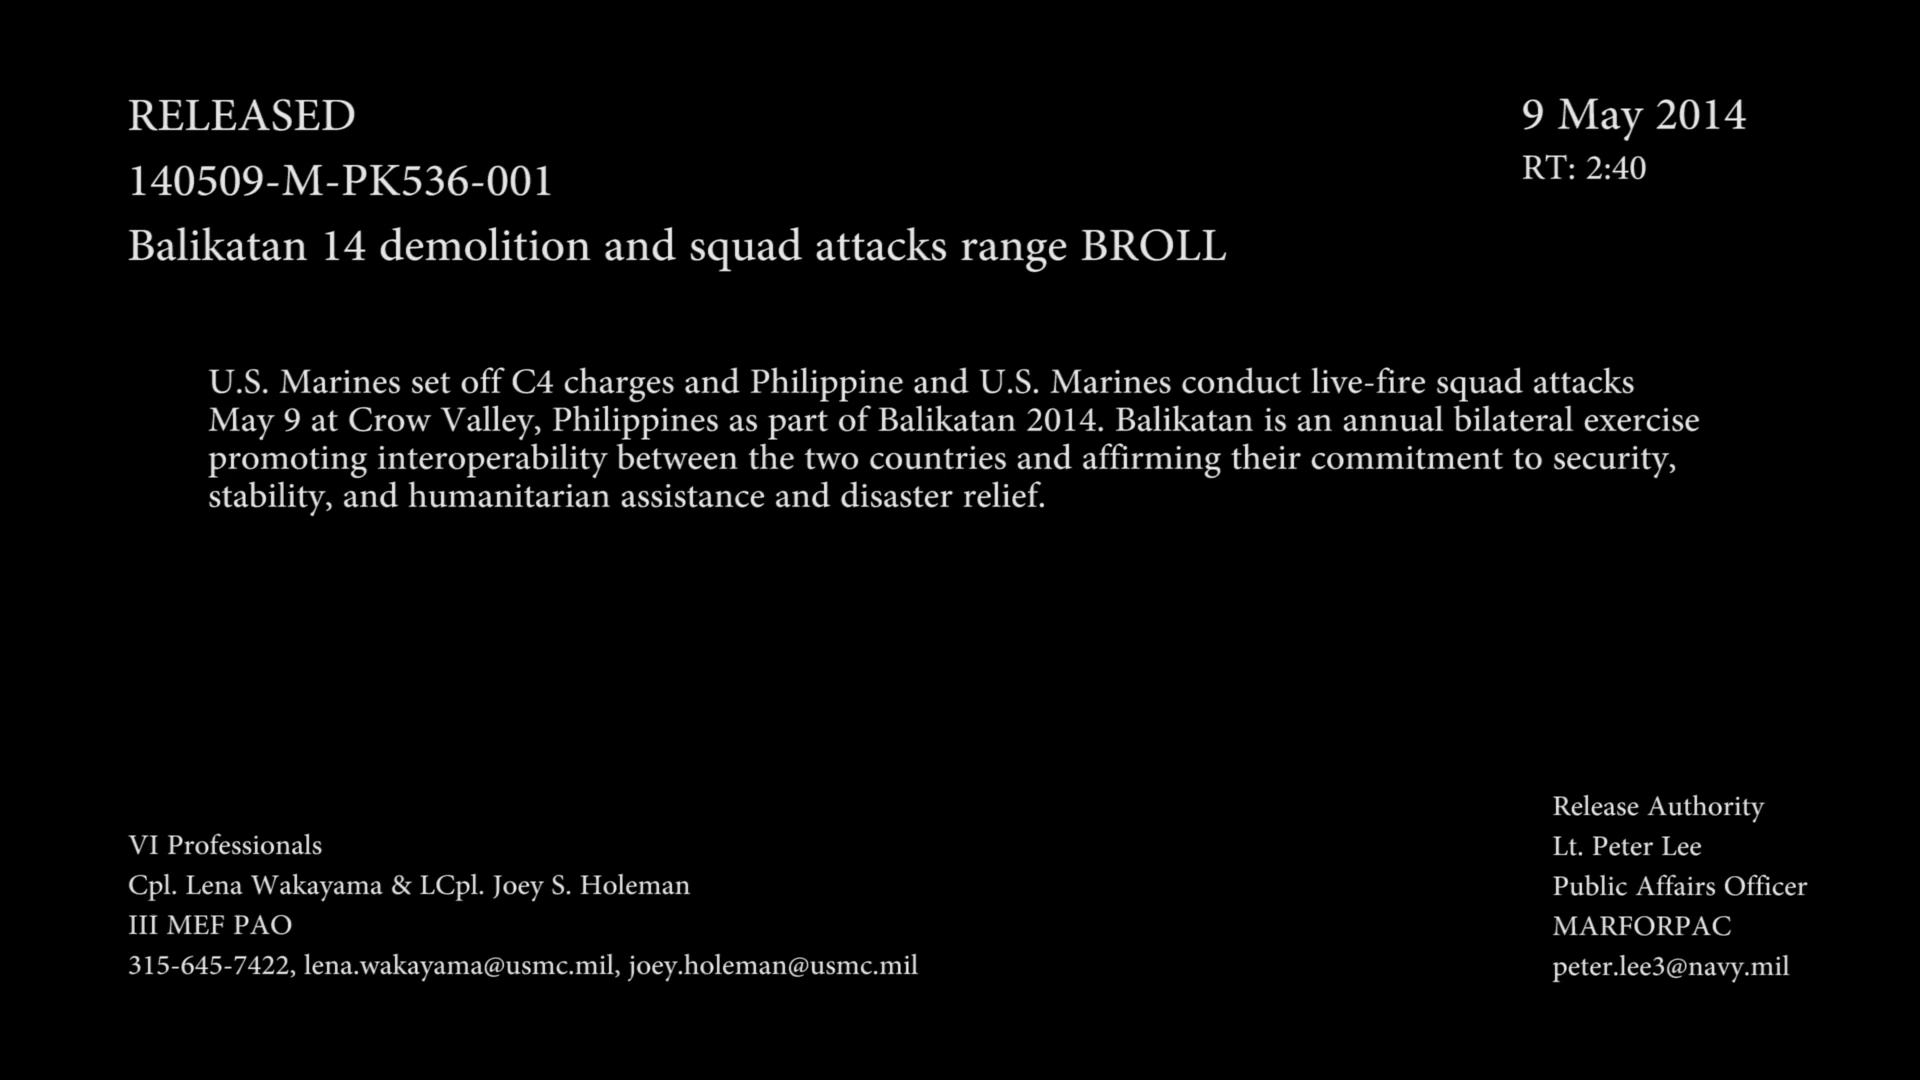 RELEASED
9 May 2014
140509-M-PK536-001
RT: 2:40
Balikatan 14 demolition and squad attacks range BROLL
U.S. Marines set off C4 charges and Philippine and U.S. Marines conduct live-fire squad attacks
May 9 at Crow Valley, Philippines as part of Balikatan 2014. Balikatan is an annual bilateral exercise
promoting interoperability between the two countries and affirming their commitment to security,
stability, and humanitarian assistance and disaster relief.
VI Professionals
Cpl. Lena Wakayama & LCpl. Joey S. Holeman
III MEF PAO
315-645-7422, lena.wakayama@usmc.mil, joey.holeman@usmc.mil
Release Authority
Lt. Peter Lee
Public Affairs Officer
MARFORPAC
peter.lee3@navy.mil